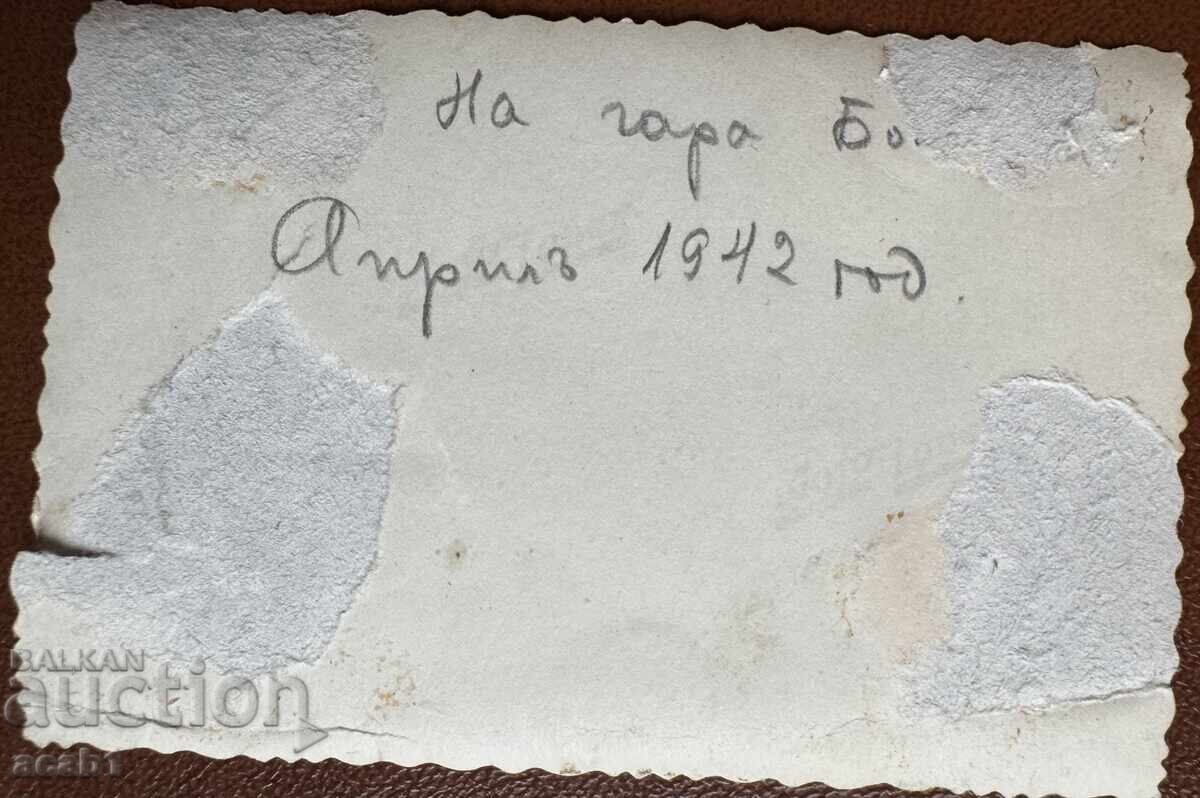 На гара Бо
Априлъ 1942 год.
BALKAN
auction
acab1